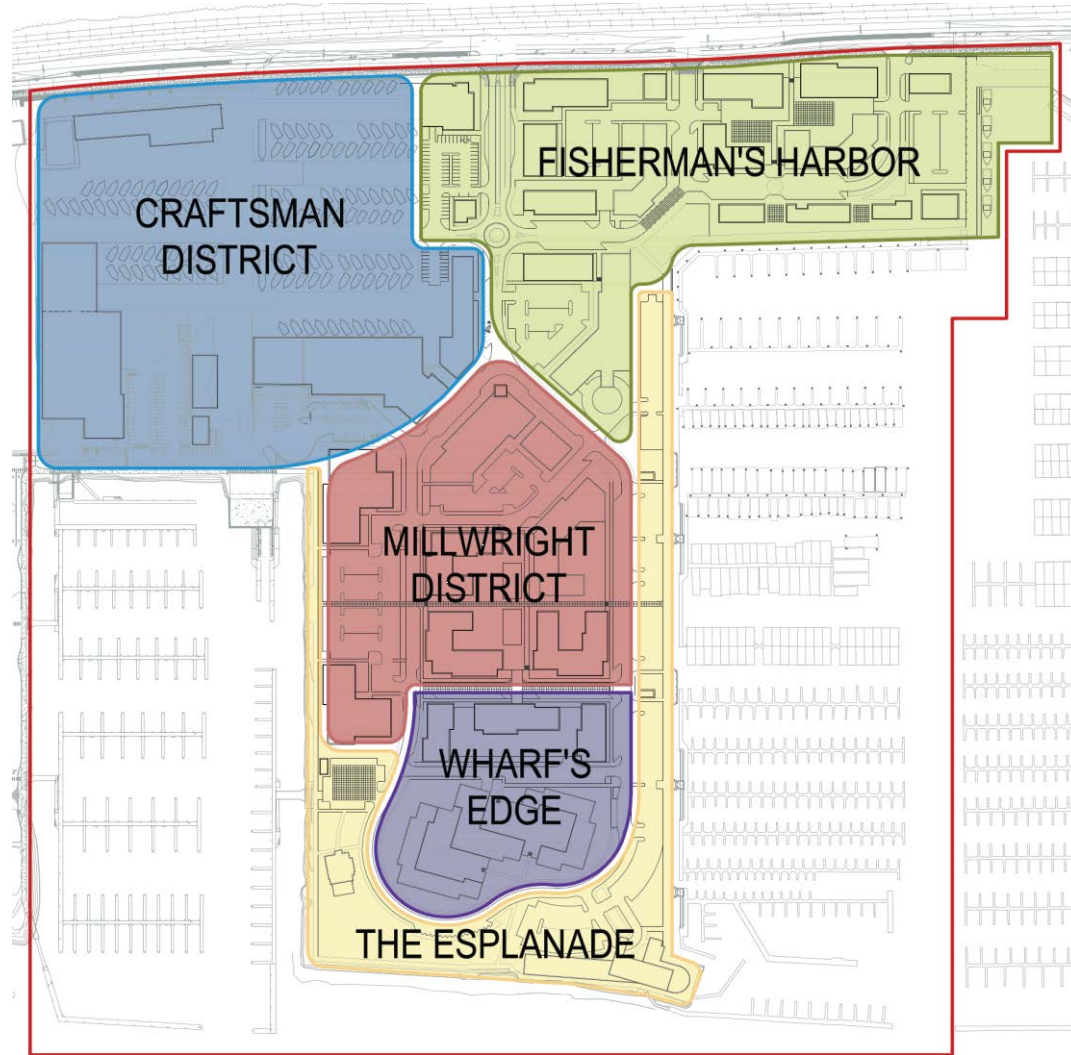 CRAFTSMAN
DISTRICT
FISHERMAN'S HARBOR
MILLWRIGHT
DISTRICT
WHARF'S
EDGE
THE ESPLANADE